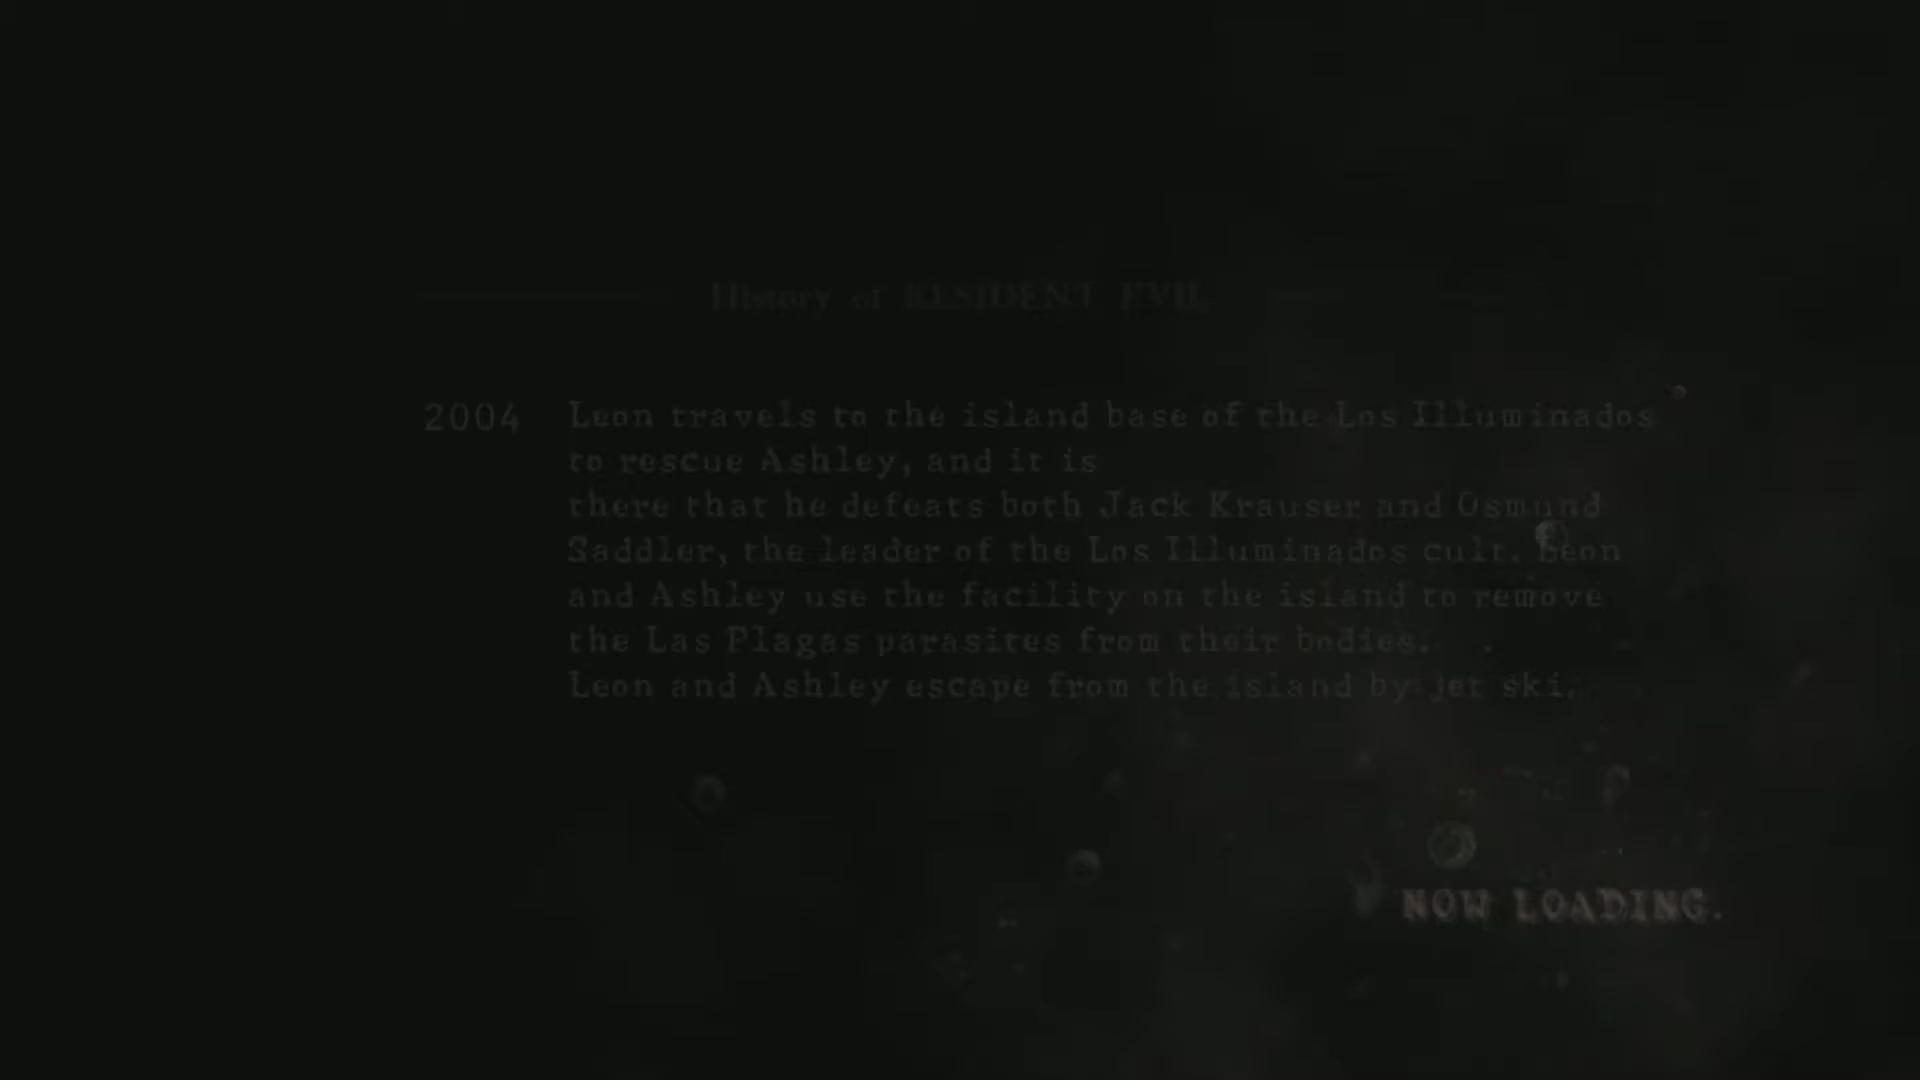 History of RESIDENT EVIL
2004 Leon travels to the island base of the Los Illuminados
to rescue Ashley, and it is
there that he defeats both Jack Krauser and Osmund
Saddler, the leader of the Los Illuminados cult. Leon
and Ashley use the facility on the island to remove
the Las Plagas parasites from their bodies.
Leon and Ashley escape from the island by jet ski.
NOW LOADING.